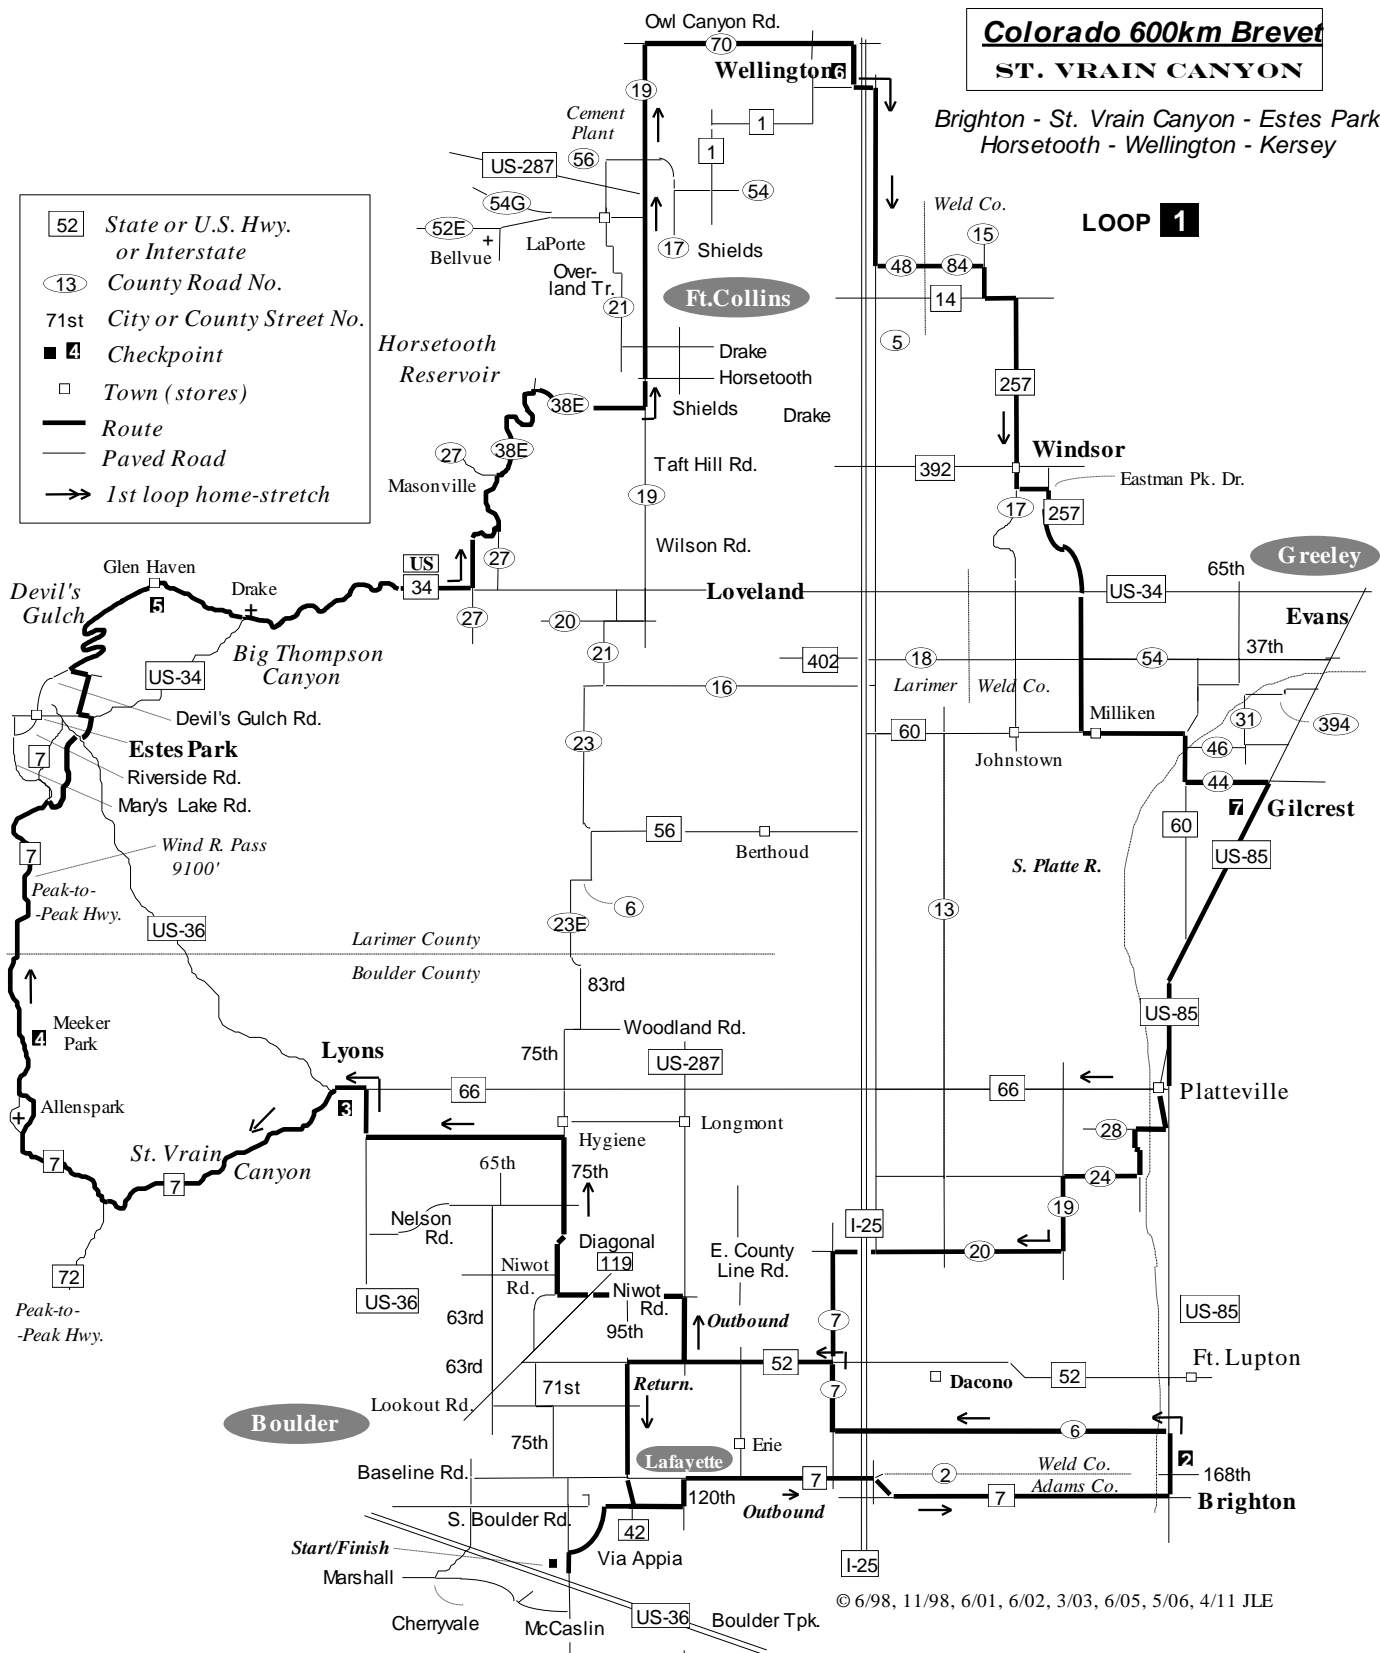 Colorado 600km Brevet
ST. VRAIN CANYON
Brighton - St. Vrain Canyon - Estes Park
Horsetooth - Wellington - Kersey
LOOP 1
52 State or U.S. Hwy.
or Interstate
13 County Road No.
71st City or County Street No.
4 Checkpoint
Town (stores)
Route
Paved Road
1st loop home-stretch
Owl Canyon Rd.
70
Wellington 6
19
Cement
Plant
1
56
1
US-287
54
54G
52E
LaPorte
Bellvue
17 Shields
Over-
land Tr.
21
Ft.Collins
Weld Co.
15
48
84
14
5
Horsetooth
Reservoir
Drake
Horsetooth
38E
Shields
Drake
257
38E
27
Masonville
Taft Hill Rd.
19
Windsor
392
Eastman Pk. Dr.
17
257
Wilson Rd.
27
US
34
Loveland
27
20
21
US-34
65th
Greeley
Evans
37th
Glen Haven
5
Drake
Devil's
Gulch
Big Thompson
Canyon
US-34
402
18
54
Larimer
Weld Co.
16
Devil's Gulch Rd.
Estes Park
7
Riverside Rd.
Mary's Lake Rd.
23
60
Milliken
Johnstown
31
394
46
44
7
Gilcrest
60
US-85
7
Wind R. Pass
9100'
Peak-to-
-Peak Hwy.
56
Berthoud
6
S. Platte R.
13
US-36
23E
Larimer County
Boulder County
83rd
US-85
4
Meeker
Park
Woodland Rd.
75th
US-287
Lyons
66
66
Platteville
3
Allenspark
28
Hygiene
Longmont
St. Vrain
Canyon
7
7
65th
75th
24
19
Nelson
Rd.
I-25
Diagonal
119
E. County
Line Rd.
20
72
Niwot
Rd.
Niwot
Rd.
US-36
US-85
Peak-to-
-Peak Hwy.
63rd
95th
Outbound
7
63rd
52
Ft. Lupton
Dacono
52
71st
Return.
7
Lookout Rd.
Boulder
75th
Erie
6
Lafayette
2
Baseline Rd.
7
2
Weld Co.
Adams Co.
168th
120th
Outbound
7
Brighton
S. Boulder Rd.
42
Start/Finish
Via Appia
I-25
Marshall
© 6/98, 11/98, 6/01, 6/02, 3/03, 6/05, 5/06, 4/11 JLE
Cherryvale
McCaslin
US-36
Boulder Tpk.